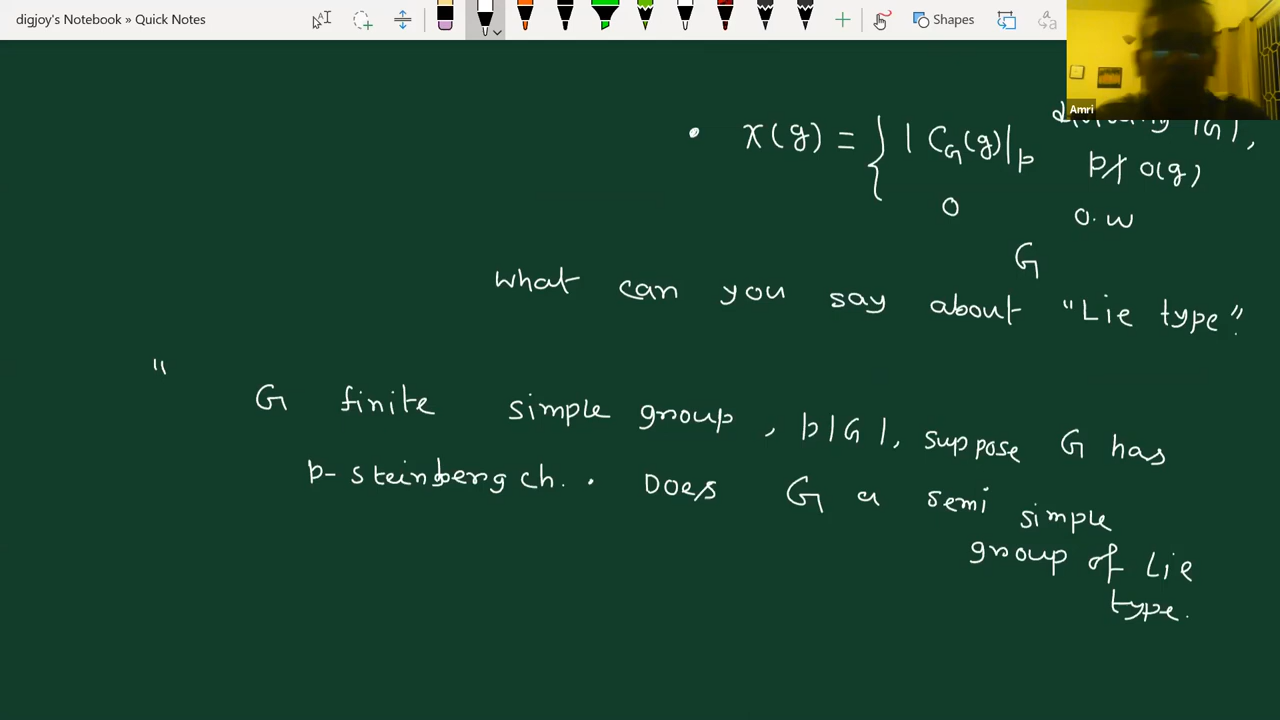 digjoy's Notebook » Quick Notes
Shapes
Amri
|G|,
• χ(g) = { |C_G(g)|_p p∤o(g)
0 o.w
G
what can you say about "Lie type".
"
G finite simple group, p||G|, suppose G has
p-steinberg ch. . Does G a semi simple
group of Lie
type.